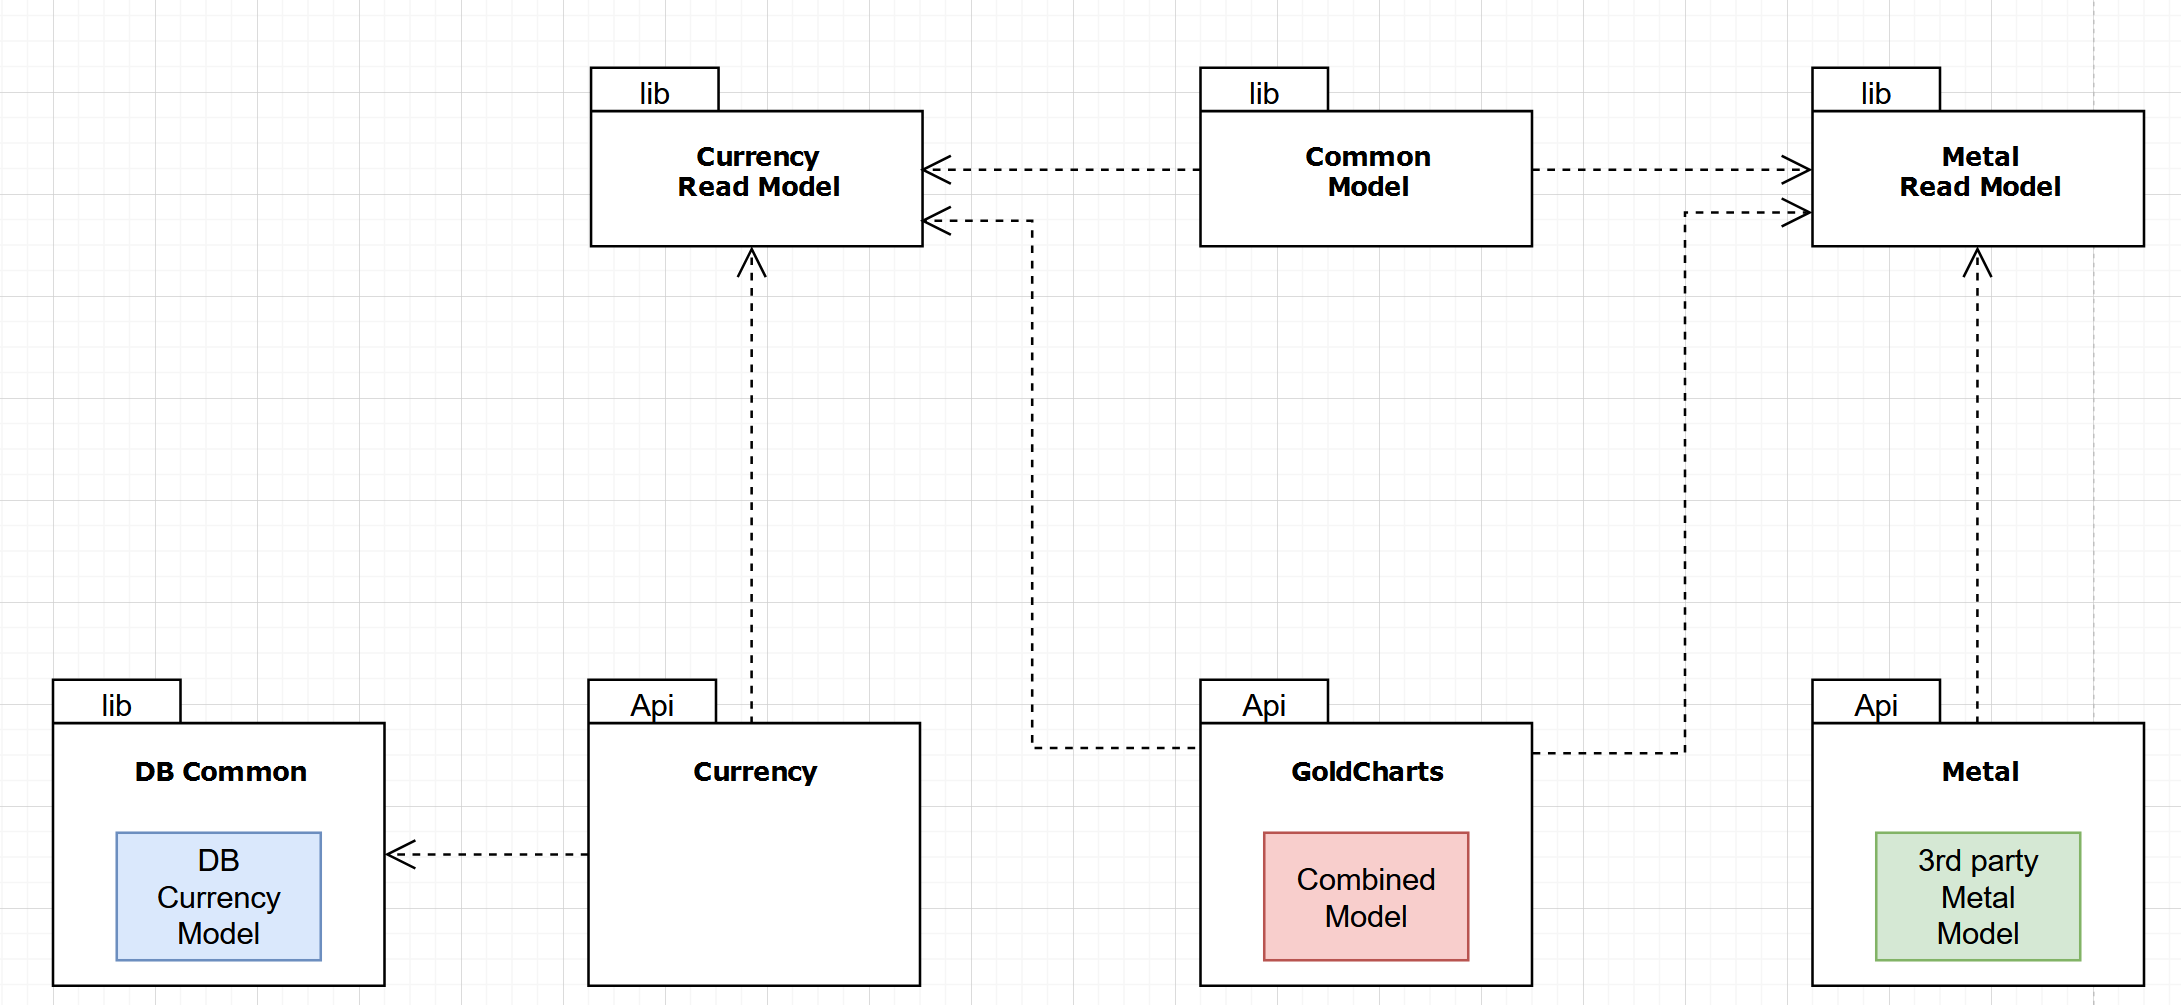 lib
Currency
Read Model
lib
Common
Model
lib
Metal
Read Model
lib
DB Common
DB
Currency
Model
Api
Currency
Api
GoldCharts
Combined
Model
Api
Metal
3rd party
Metal
Model